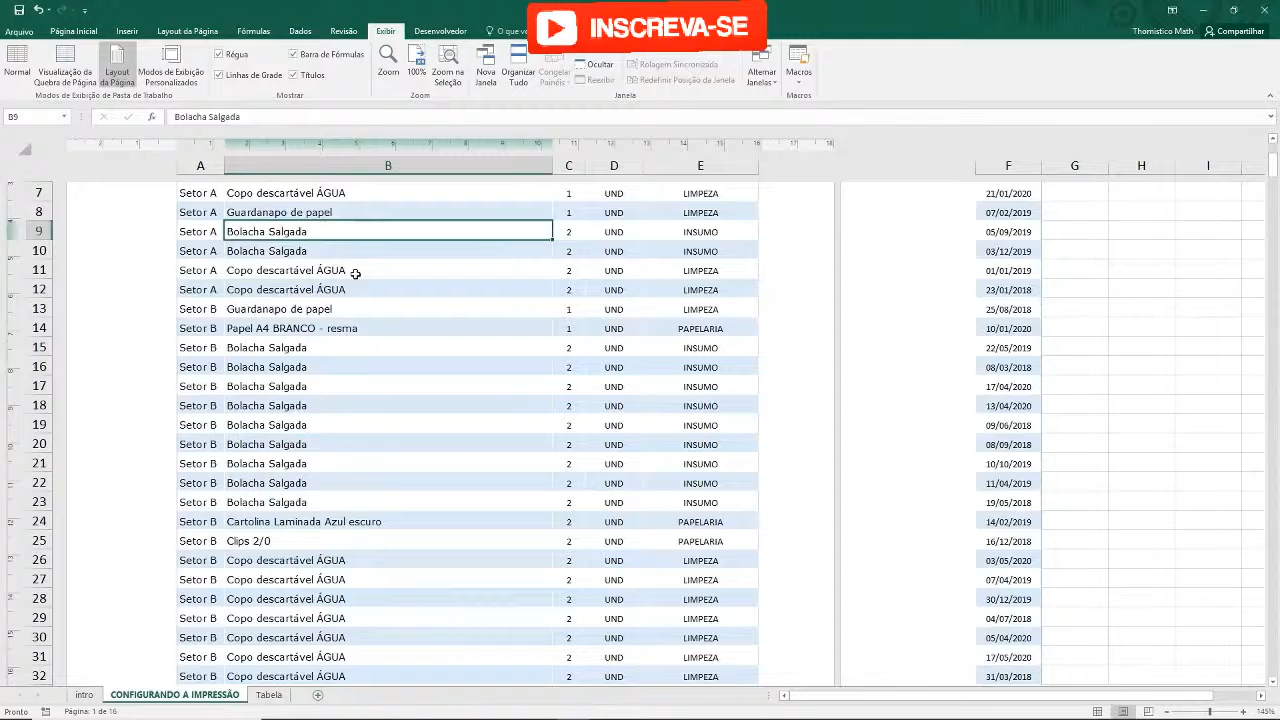 INSCREVA-SE
Thomistico Math
Compartilhar
Arquivo
Página Inicial
Inserir
Layout da Página
Fórmulas
Dados
Revisão
Exibir
Desenvolvedor
O que v
Normal
Visualização da Quebra de Página
Layout da Página
Modos de Exibição Personalizados
Modos de Exibição de Pasta de Trabalho
Régua
Barra de Fórmulas
Linhas de Grade
Títulos
Mostrar
Zoom
100%
Zoom na Seleção
Zoom
Nova Janela
Organizar Tudo
Congelar Painéis
Ocultar
Reexibir
Rolagem Sincronizada
Redefinir Posição da Janela
Janela
Alternar Janelas
Macros
Macros
B9
Bolacha Salgada
A B C D E F G H I
7 Setor A Copo descartável ÁGUA 1 UND LIMPEZA 21/01/2020
8 Setor A Guardanapo de papel 1 UND LIMPEZA 07/02/2019
9 Setor A Bolacha Salgada 2 UND INSUMO 05/09/2019
10 Setor A Bolacha Salgada 2 UND INSUMO 03/12/2019
11 Setor A Copo descartável ÁGUA 2 UND LIMPEZA 01/01/2019
12 Setor A Copo descartável ÁGUA 2 UND LIMPEZA 23/01/2018
13 Setor B Guardanapo de papel 1 UND LIMPEZA 25/08/2018
14 Setor B Papel A4 BRANCO - resma 1 UND PAPELARIA 10/01/2020
15 Setor B Bolacha Salgada 2 UND INSUMO 22/05/2019
16 Setor B Bolacha Salgada 2 UND INSUMO 08/03/2018
17 Setor B Bolacha Salgada 2 UND INSUMO 17/04/2020
18 Setor B Bolacha Salgada 2 UND INSUMO 13/04/2020
19 Setor B Bolacha Salgada 2 UND INSUMO 09/06/2018
20 Setor B Bolacha Salgada 2 UND INSUMO 08/09/2018
21 Setor B Bolacha Salgada 2 UND INSUMO 10/10/2019
22 Setor B Bolacha Salgada 2 UND INSUMO 11/04/2019
23 Setor B Bolacha Salgada 2 UND INSUMO 19/05/2018
24 Setor B Cartolina Laminada Azul escuro 2 UND PAPELARIA 14/02/2019
25 Setor B Clips 2/0 2 UND PAPELARIA 16/12/2018
26 Setor B Copo descartável ÁGUA 2 UND LIMPEZA 03/05/2020
27 Setor B Copo descartável ÁGUA 2 UND LIMPEZA 07/04/2019
28 Setor B Copo descartável ÁGUA 2 UND LIMPEZA 30/12/2019
29 Setor B Copo descartável ÁGUA 2 UND LIMPEZA 04/07/2018
30 Setor B Copo descartável ÁGUA 2 UND LIMPEZA 05/04/2020
31 Setor B Copo descartável ÁGUA 2 UND LIMPEZA 17/05/2020
32 Setor B Copo descartável ÁGUA 2 UND LIMPEZA 31/03/2018
intro
CONFIGURANDO A IMPRESSÃO
Tabela
Pronto
Página: 1 de 16
145%